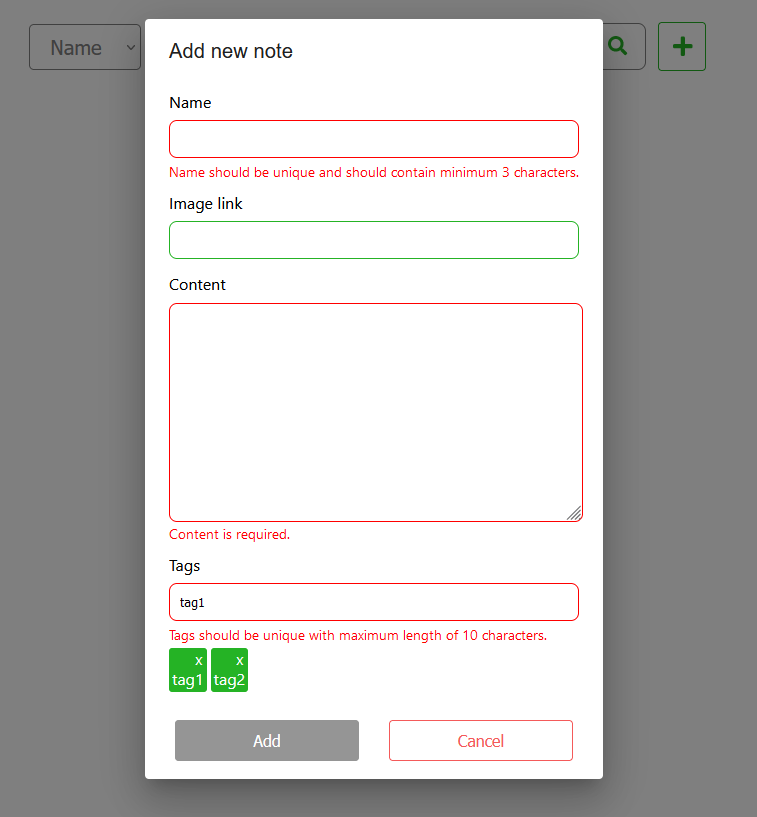 Name
Add new note
Name
Name should be unique and should contain minimum 3 characters.
Image link
Content
Content is required.
Tags
tag1
Tags should be unique with maximum length of 10 characters.
x x
tag1 tag2
Add Cancel